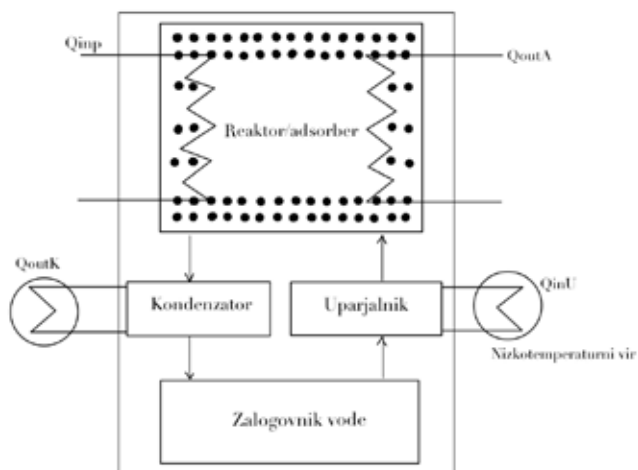 Qinp
QoutA
Reaktor/adsorber
QoutK
QinU
Kondenzator
Uparjalnik
Nizkotemperaturni vir
Zalogovnik vode